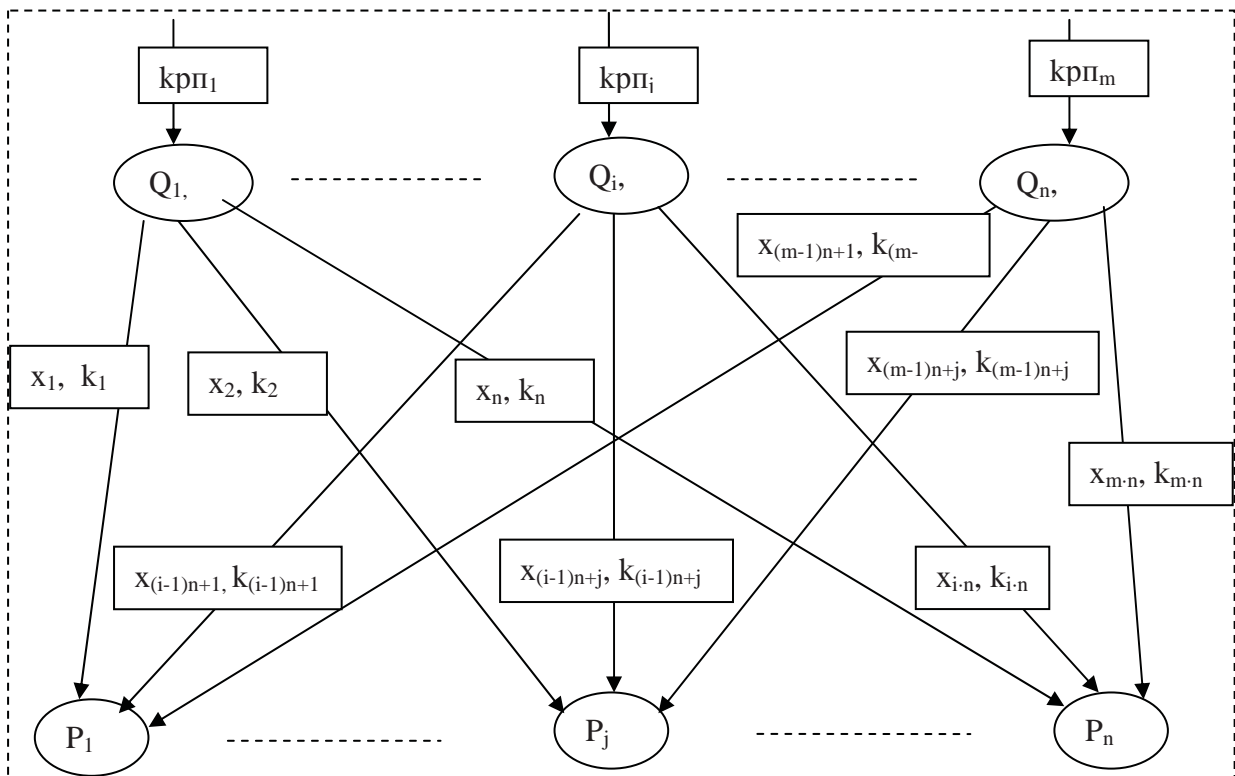 kрп₁
kрпᵢ
kрпₘ
Q₁,
Qᵢ,
Qₙ,
x₍ₘ₋₁₎ₙ₊₁, k₍ₘ₋
x₁, k₁
x₂, k₂
xₙ, kₙ
x₍ₘ₋₁₎ₙ₊ⱼ, k₍ₘ₋₁₎ₙ₊ⱼ
xₘ·ₙ, kₘ·ₙ
x₍ᵢ₋₁₎ₙ₊₁, k₍ᵢ₋₁₎ₙ₊₁
x₍ᵢ₋₁₎ₙ₊ⱼ, k₍ᵢ₋₁₎ₙ₊ⱼ
xᵢ·ₙ, kᵢ·ₙ
P₁
Pⱼ
Pₙ